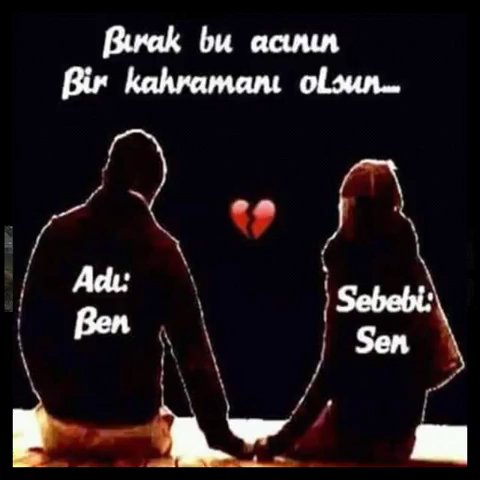 Bırak bu acının
Bir kahramanı olsun...
Adı:
Ben
Sebebi:
Sen